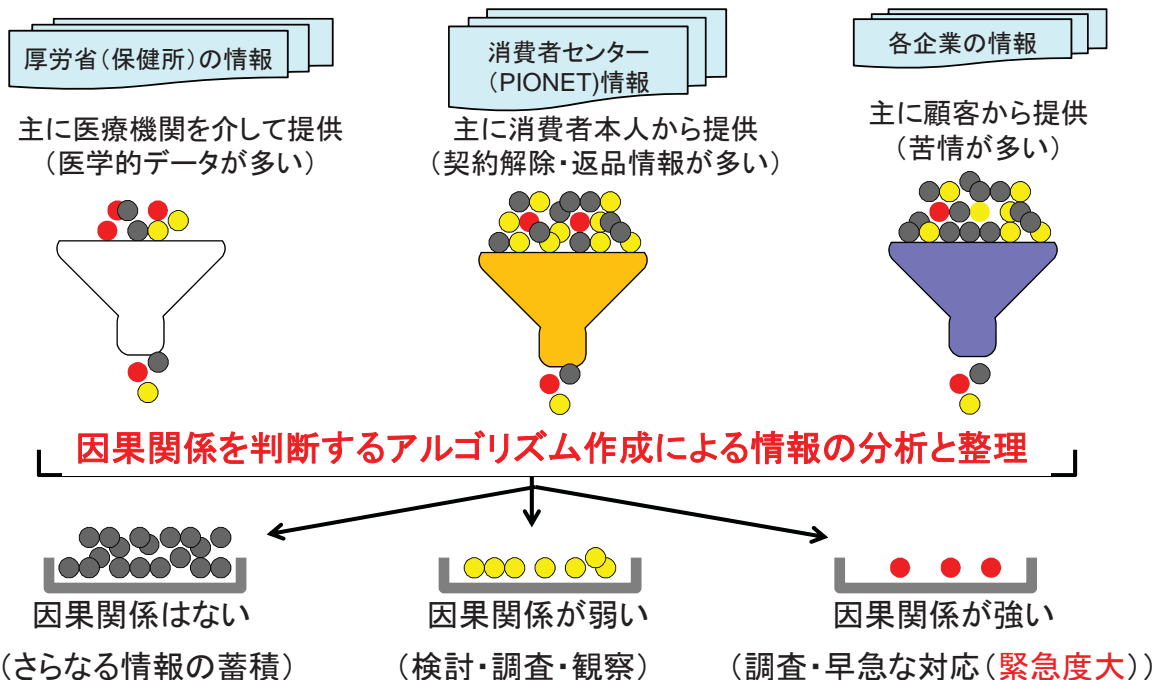 厚労省(保健所)の情報
消費者センター
(PIONET)情報
各企業の情報
主に医療機関を介して提供
(医学的データが多い)
主に消費者本人から提供
(契約解除・返品情報が多い)
主に顧客から提供
(苦情が多い)
因果関係を判断するアルゴリズム作成による情報の分析と整理
因果関係はない
(さらなる情報の蓄積)
因果関係が弱い
(検討・調査・観察)
因果関係が強い
(調査・早急な対応(緊急度大))